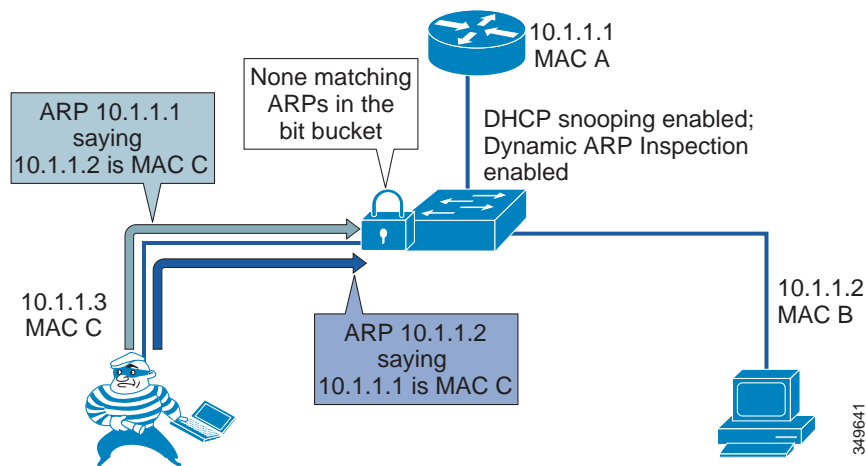 10.1.1.1
MAC A
None matching
ARPs in the
bit bucket
ARP 10.1.1.1
saying
10.1.1.2 is MAC C
DHCP snooping enabled;
Dynamic ARP Inspection
enabled
10.1.1.3
MAC C
ARP 10.1.1.2
saying
10.1.1.1 is MAC C
10.1.1.2
MAC B
349641